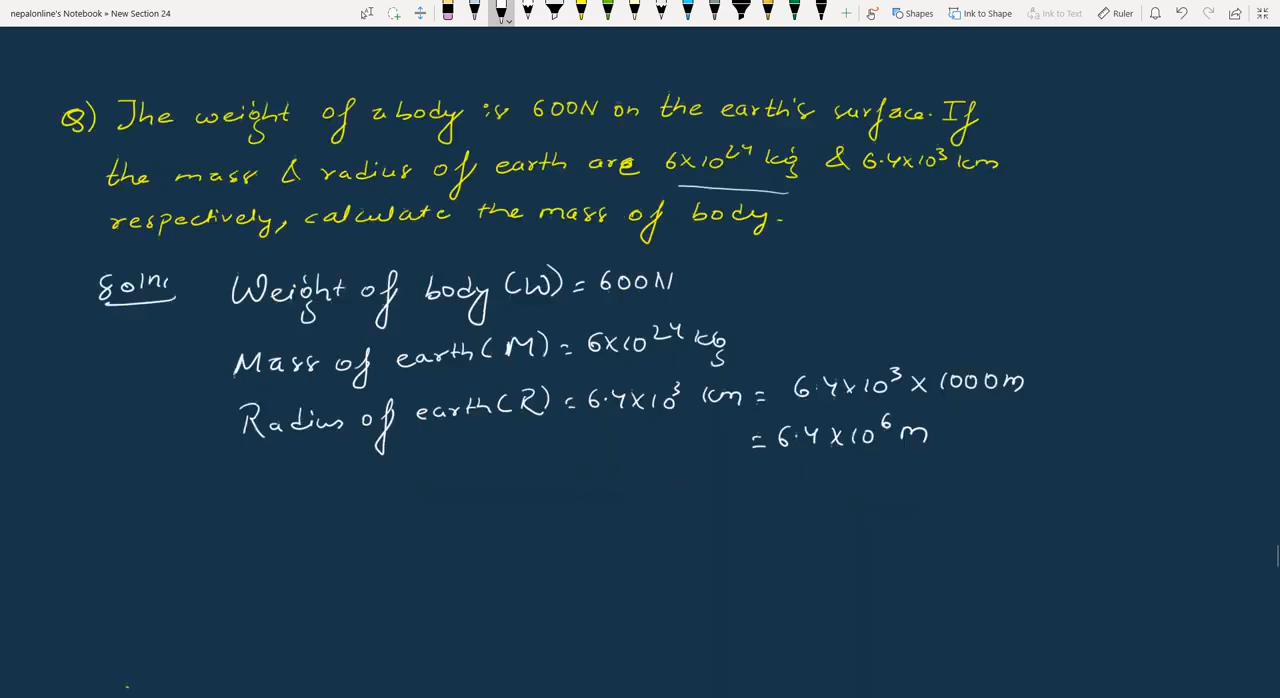 nepalonline's Notebook » New Section 24
Shapes Ink to Shape Ink to Text Ruler
Q) The weight of a body is 600N on the earth's surface. If
the mass & radius of earth are 6×10²⁴ kg & 6.4×10³ km
respectively, calculate the mass of body.
Soln:
Weight of body (W) = 600N
Mass of earth (M) = 6×10²⁴ kg
Radius of earth (R) = 6.4×10³ km = 6.4×10³ × 1000m
= 6.4×10⁶ m